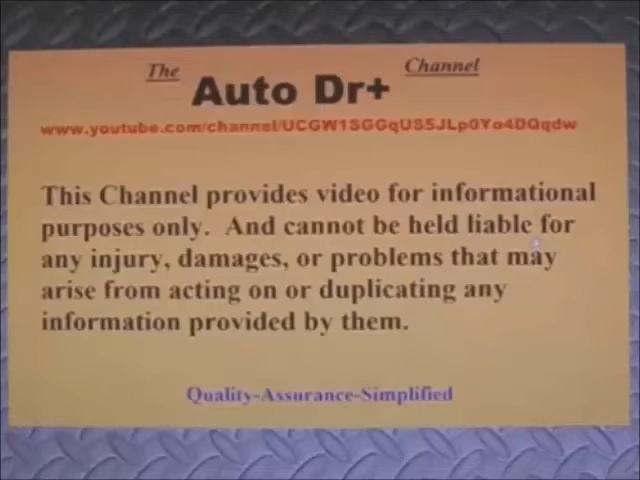 The Auto Dr+ Channel
www.youtube.com/channel/UCGW1SGGqUS5JLp0Yo4DQqdw
This Channel provides video for informational
purposes only. And cannot be held liable for
any injury, damages, or problems that may
arise from acting on or duplicating any
information provided by them.
Quality-Assurance-Simplified